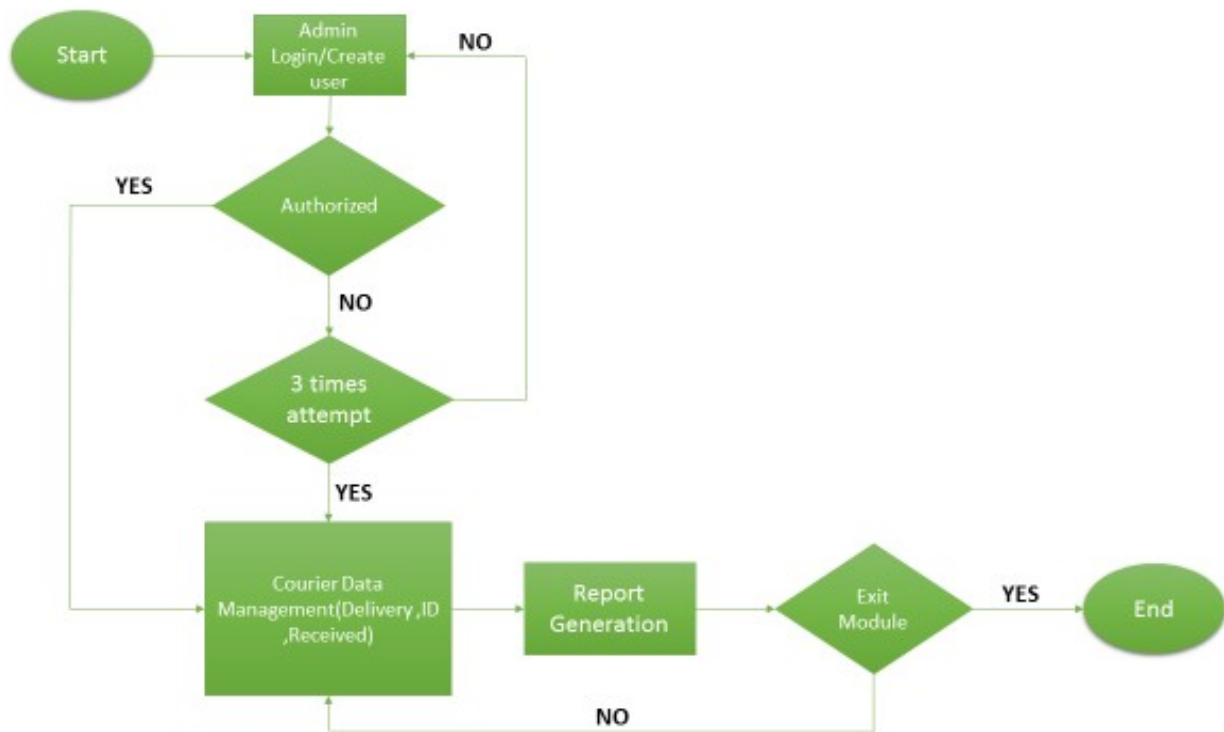 Start
Admin
Login/Create
user
NO
YES
Authorized
NO
3 times
attempt
YES
Courier Data
Management(Delivery ,ID
,Received)
Report
Generation
Exit
Module
YES
End
NO